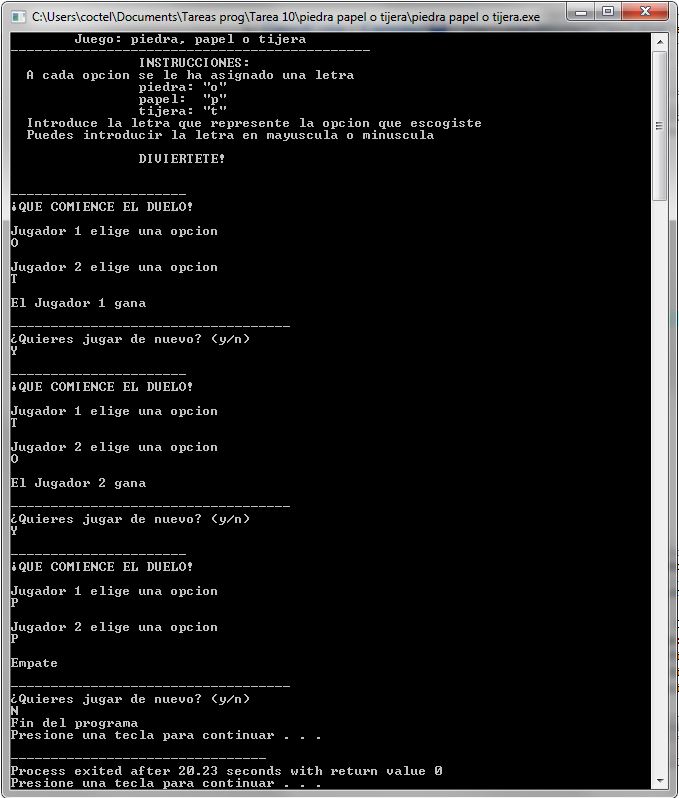 C:\Users\coctel\Documents\Tareas prog\Tarea 10\piedra papel o tijera\piedra papel o tijera.exe
Juego: piedra, papel o tijera
---------------------------------------------
INSTRUCCIONES:
A cada opcion se le ha asignado una letra
piedra: "o"
papel: "p"
tijera: "t"
Introduce la letra que represente la opcion que escogiste
Puedes introducir la letra en mayuscula o minuscula
DIVIERTETE!
______________________
¡QUE COMIENCE EL DUELO!
Jugador 1 elige una opcion
O
Jugador 2 elige una opcion
T
El Jugador 1 gana
___________________________________
¿Quieres jugar de nuevo? (y/n)
Y
______________________
¡QUE COMIENCE EL DUELO!
Jugador 1 elige una opcion
T
Jugador 2 elige una opcion
O
El Jugador 2 gana
___________________________________
¿Quieres jugar de nuevo? (y/n)
Y
______________________
¡QUE COMIENCE EL DUELO!
Jugador 1 elige una opcion
P
Jugador 2 elige una opcion
P
Empate
___________________________________
¿Quieres jugar de nuevo? (y/n)
N
Fin del programa
Presione una tecla para continuar . . .
--------------------------------
Process exited after 20.23 seconds with return value 0
Presione una tecla para continuar . . .